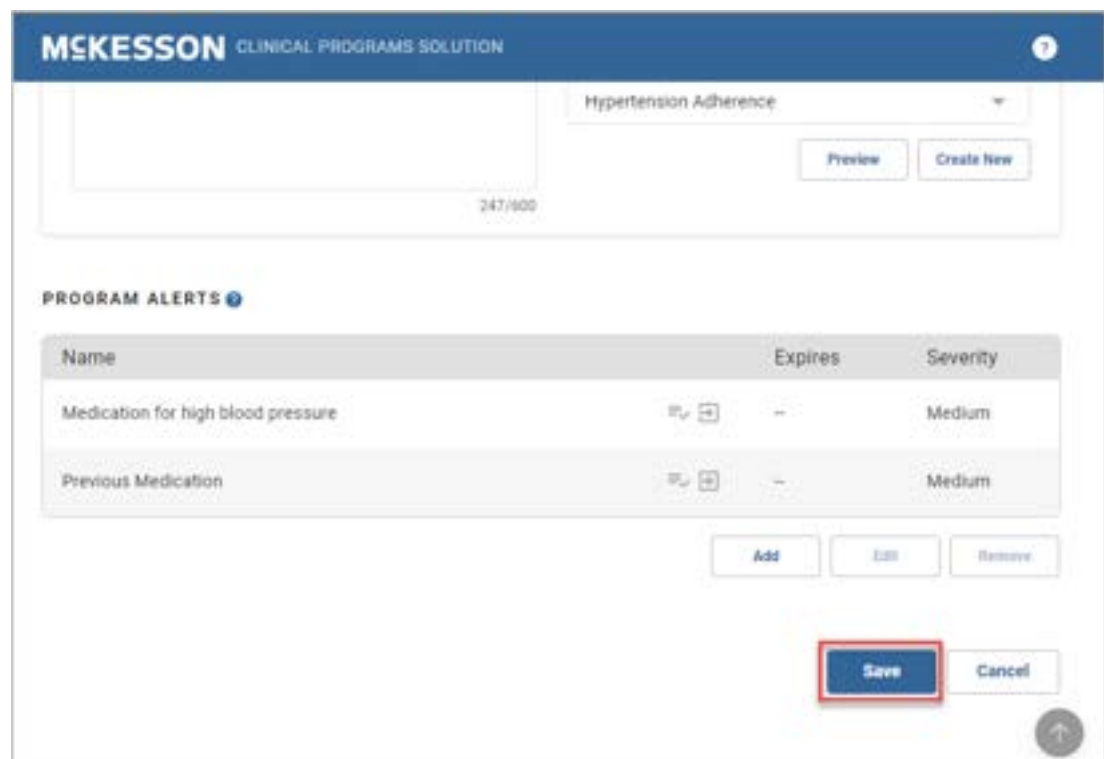 MCKESSON CLINICAL PROGRAMS SOLUTION ?
Hypertension Adherence
Preview Create New
247/600
PROGRAM ALERTS ?
Name Expires Severity
Medication for high blood pressure -- Medium
Previous Medication -- Medium
Add Edit Remove
Save Cancel